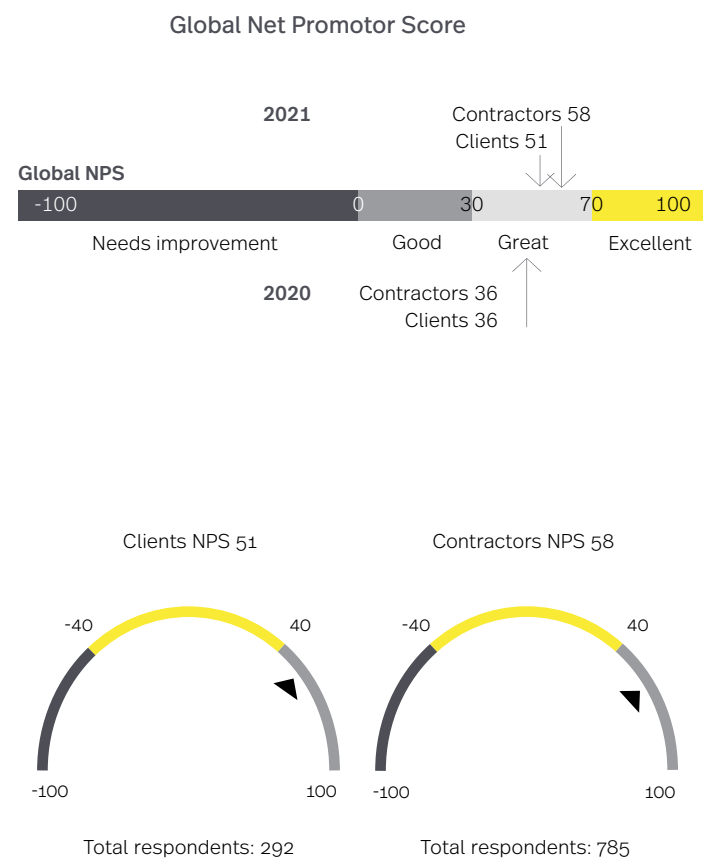 Global Net Promotor Score
2021
Contractors 58
Clients 51
Global NPS
-100 0 30 70 100
Needs improvement Good Great Excellent
2020
Contractors 36
Clients 36
Clients NPS 51
-40 40
-100 100
Total respondents: 292
Contractors NPS 58
-40 40
-100 100
Total respondents: 785